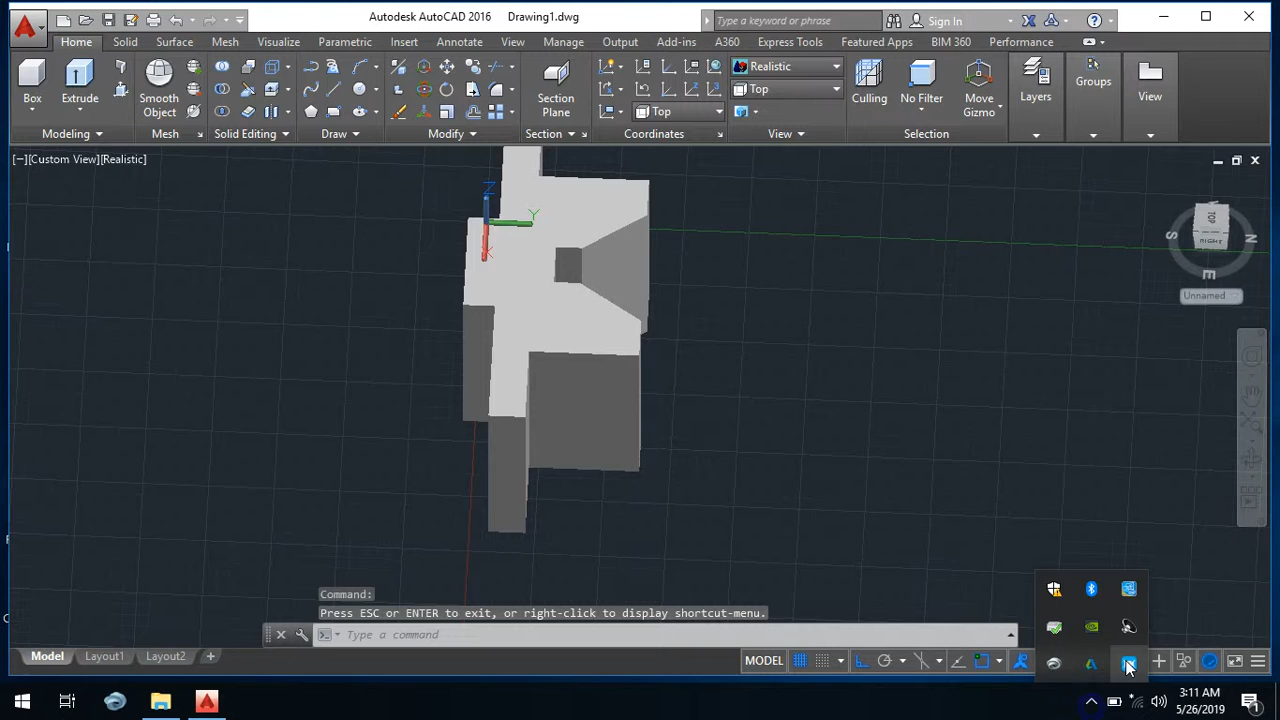 Autodesk AutoCAD 2016 Drawing1.dwg
Type a keyword or phrase
Sign In
Home Solid Surface Mesh Visualize Parametric Insert Annotate View Manage Output Add-ins A360 Express Tools Featured Apps BIM 360 Performance
Box
Extrude
Smooth
Object
Section
Plane
Realistic
Top
Top
Culling
No Filter
Move
Gizmo
Layers
Groups
View
Modeling Mesh Solid Editing Draw Modify Section Coordinates View Selection
[−][Custom View][Realistic]
Z
Y
X
TOP
RIGHT
S
N
E
Unnamed
Command:
Press ESC or ENTER to exit, or right-click to display shortcut-menu.
Type a command
Model Layout1 Layout2
MODEL
3:11 AM
5/26/2019
1